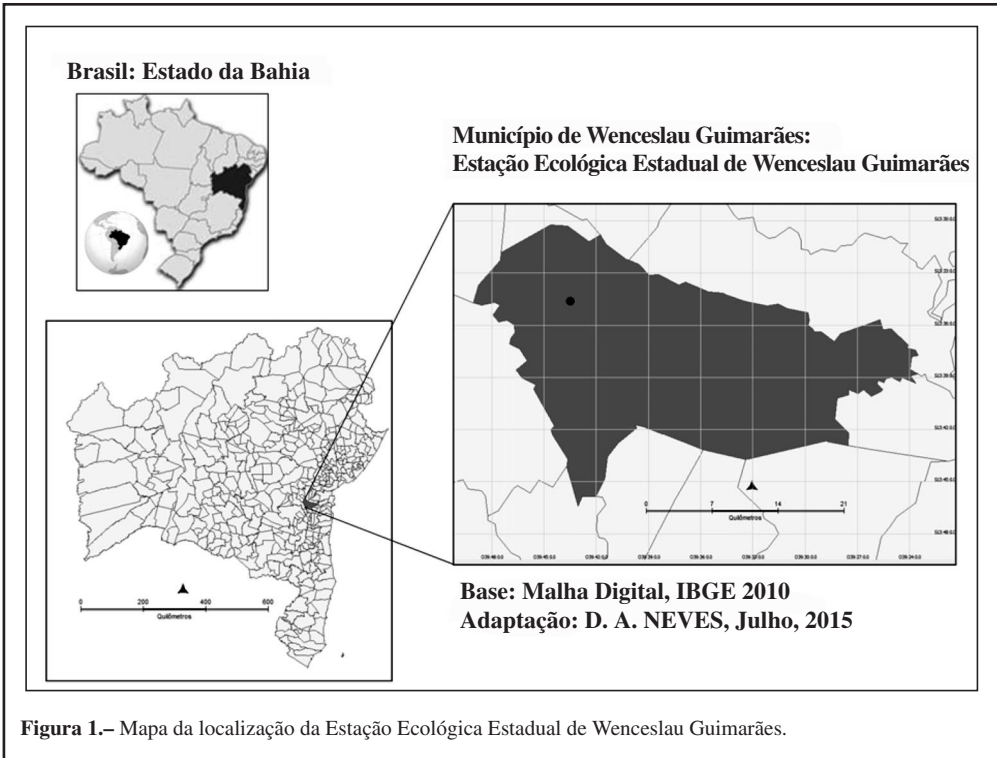 Brasil: Estado da Bahia
Município de Wenceslau Guimarães:
Estação Ecológica Estadual de Wenceslau Guimarães
0 7 14 21
Quilômetros
0 200 400 600
Quilômetros
Base: Malha Digital, IBGE 2010
Adaptação: D. A. NEVES, Julho, 2015
Figura 1.– Mapa da localização da Estação Ecológica Estadual de Wenceslau Guimarães.